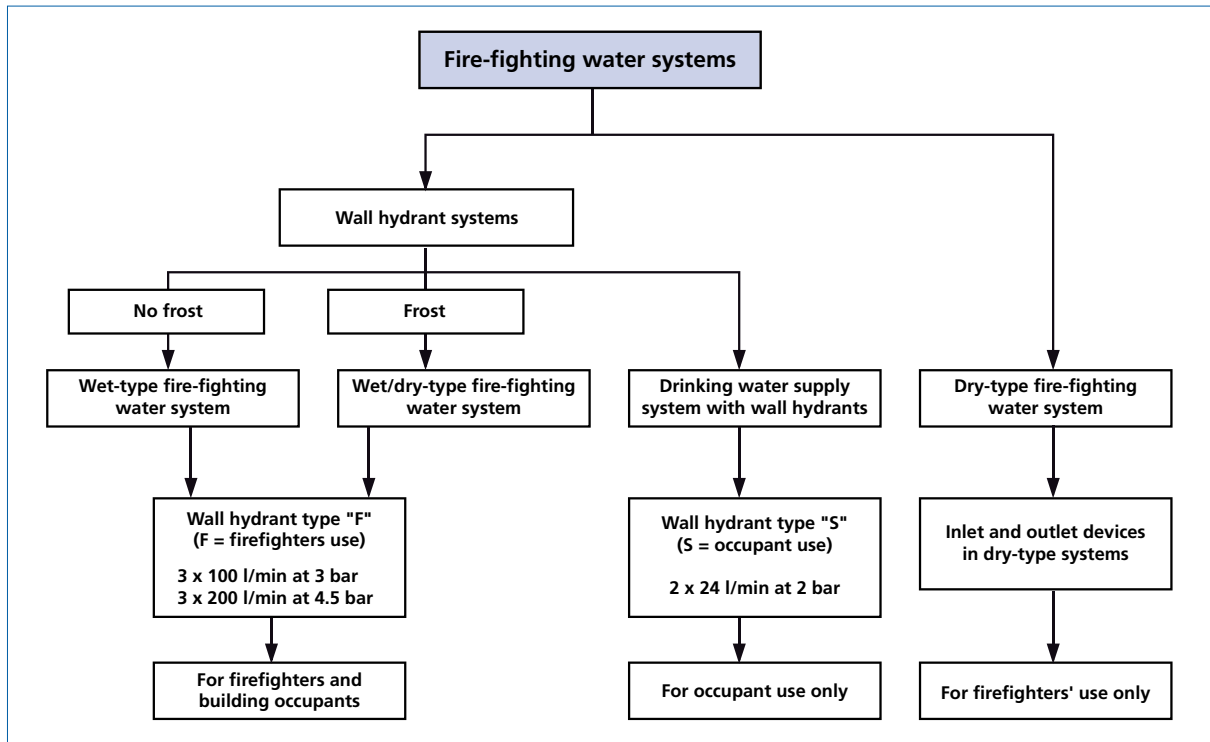 Fire-fighting water systems
Wall hydrant systems
No frost
Frost
Wet-type fire-fighting
water system
Wet/dry-type fire-fighting
water system
Drinking water supply
system with wall hydrants
Dry-type fire-fighting
water system
Wall hydrant type "F"
(F = firefighters use)
3 x 100 l/min at 3 bar
3 x 200 l/min at 4.5 bar
Wall hydrant type "S"
(S = occupant use)
2 x 24 l/min at 2 bar
Inlet and outlet devices
in dry-type systems
For firefighters and
building occupants
For occupant use only
For firefighters' use only